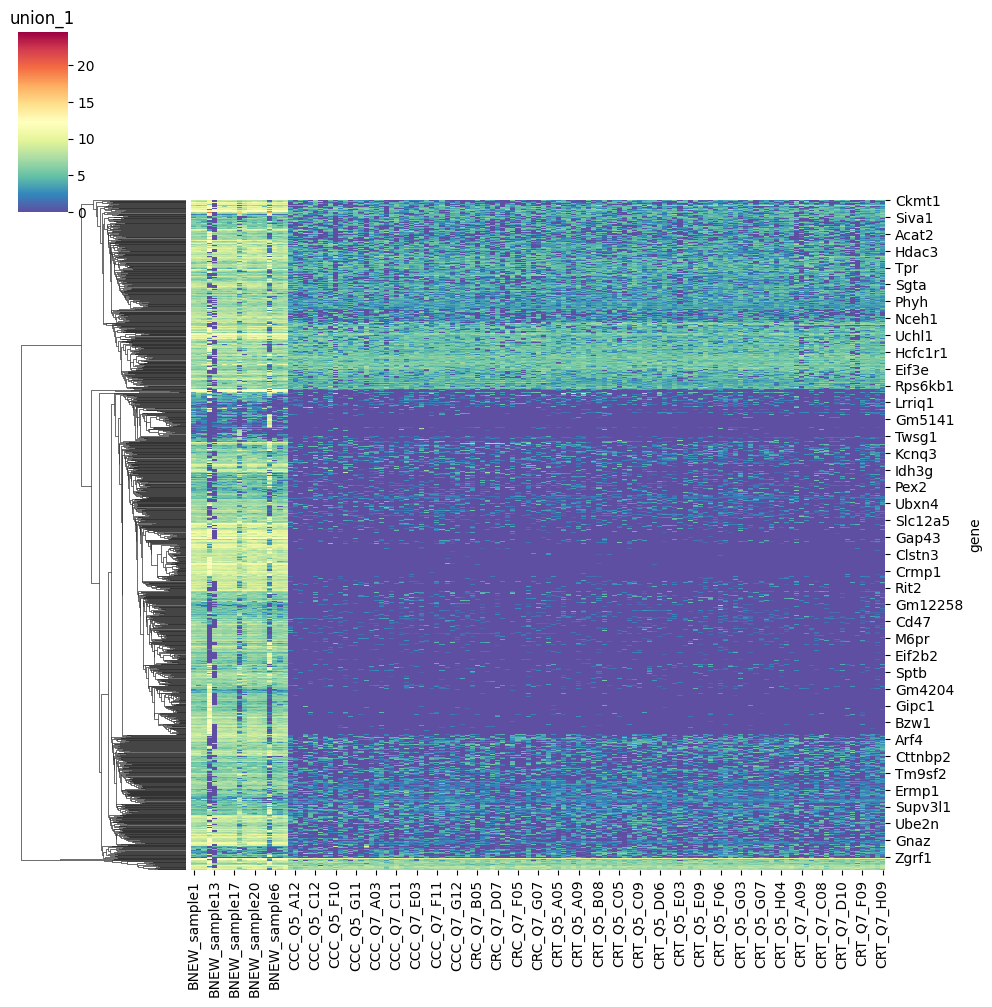 union_1
20
15
10
5
0
Ckmt1
Siva1
Acat2
Hdac3
Tpr
Sgta
Phyh
Nceh1
Uchl1
Hcfc1r1
Eif3e
Rps6kb1
Lrriq1
Gm5141
Twsg1
Kcnq3
Idh3g
Pex2
Ubxn4
Slc12a5
Gap43
Clstn3
Crmp1
Rit2
Gm12258
Cd47
M6pr
Eif2b2
Sptb
Gm4204
Gipc1
Bzw1
Arf4
Cttnbp2
Tm9sf2
Ermp1
Supv3l1
Ube2n
Gnaz
Zgrf1
gene
BNEW_sample1
BNEW_sample13
BNEW_sample17
BNEW_sample20
BNEW_sample6
CCC_Q5_A12
CCC_Q5_C12
CCC_Q5_F10
CCC_Q5_G11
CCC_Q7_A03
CCC_Q7_C11
CCC_Q7_E03
CCC_Q7_F11
CCC_Q7_G12
CRC_Q7_B05
CRC_Q7_D07
CRC_Q7_F05
CRC_Q7_G07
CRT_Q5_A05
CRT_Q5_A09
CRT_Q5_B08
CRT_Q5_C05
CRT_Q5_C09
CRT_Q5_D06
CRT_Q5_E03
CRT_Q5_E09
CRT_Q5_F06
CRT_Q5_G03
CRT_Q5_G07
CRT_Q5_H04
CRT_Q7_A09
CRT_Q7_C08
CRT_Q7_D10
CRT_Q7_F09
CRT_Q7_H09